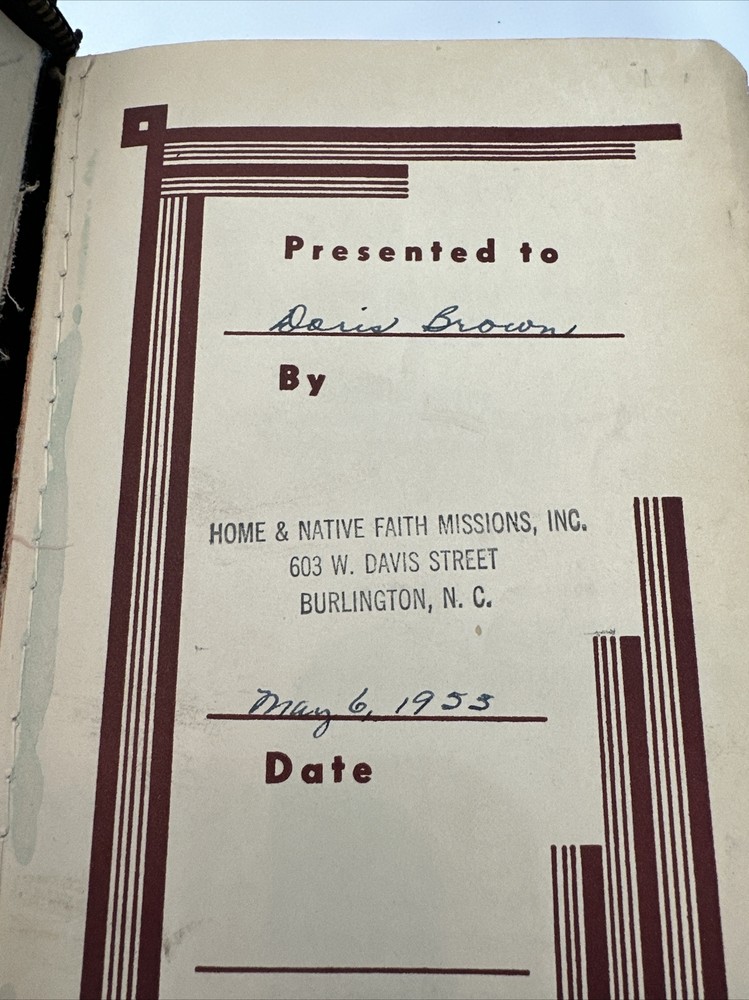 Presented to
Doris Brown
By
HOME & NATIVE FAITH MISSIONS, INC.
603 W. DAVIS STREET
BURLINGTON, N. C.
May 6, 1953
Date